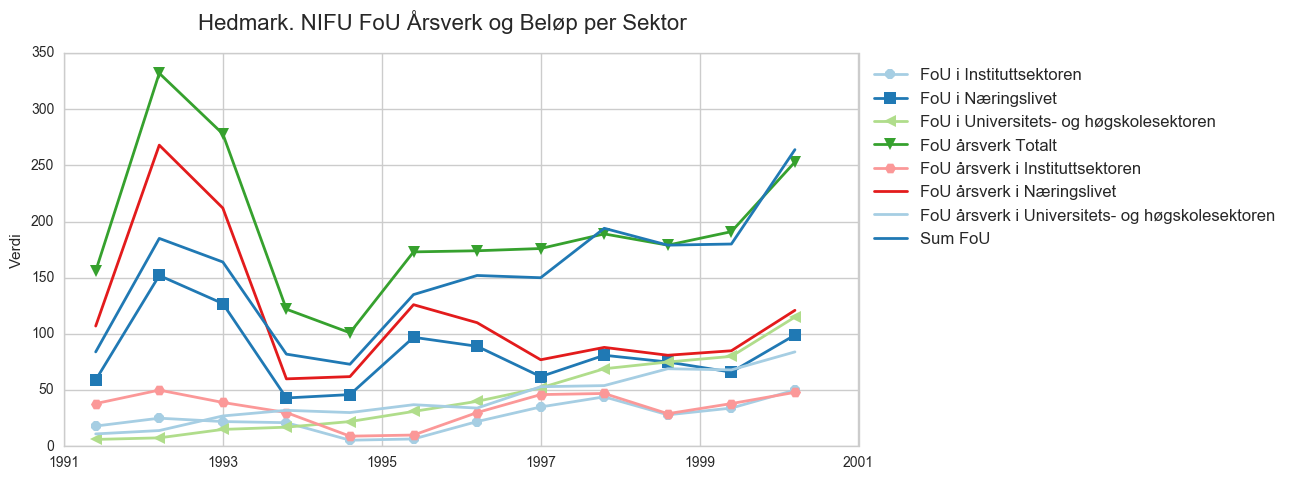 Hedmark. NIFU FoU Årsverk og Beløp per Sektor
350
300
250
200
150
100
50
0
Verdi
1991
1993
1995
1997
1999
2001
FoU i Instituttsektoren
FoU i Næringslivet
FoU i Universitets- og høgskolesektoren
FoU årsverk Totalt
FoU årsverk i Instituttsektoren
FoU årsverk i Næringslivet
FoU årsverk i Universitets- og høgskolesektoren
Sum FoU